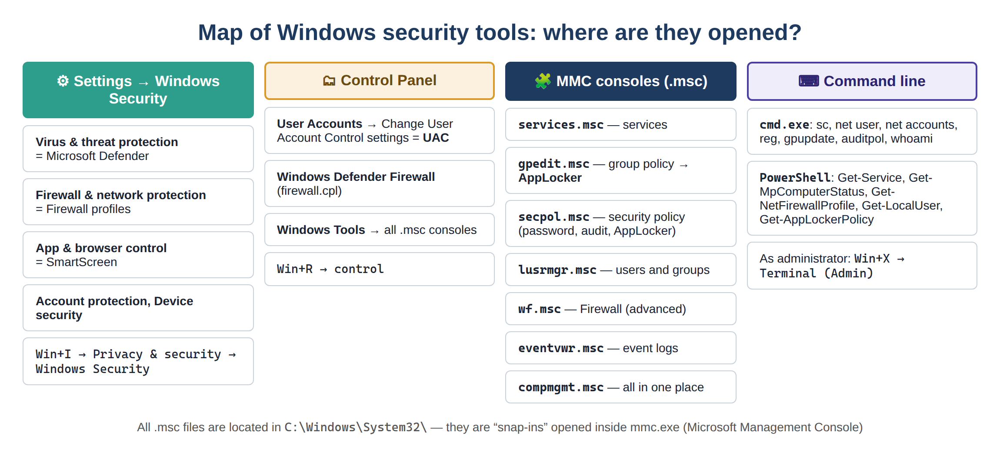 Map of Windows security tools: where are they opened?
⚙ Settings → Windows
Security
Virus & threat protection
= Microsoft Defender
Firewall & network protection
= Firewall profiles
App & browser control
= SmartScreen
Account protection, Device
security
Win+I → Privacy & security →
Windows Security
🗂 Control Panel
User Accounts → Change User
Account Control settings = UAC
Windows Defender Firewall
(firewall.cpl)
Windows Tools → all .msc consoles
Win+R → control
🧩 MMC consoles (.msc)
services.msc — services
gpedit.msc — group policy →
AppLocker
secpol.msc — security policy
(password, audit, AppLocker)
lusrmgr.msc — users and groups
wf.msc — Firewall (advanced)
eventvwr.msc — event logs
compmgmt.msc — all in one place
⌨ Command line
cmd.exe: sc, net user, net accounts,
reg, gpupdate, auditpol, whoami
PowerShell: Get-Service, Get-
MpComputerStatus, Get-
NetFirewallProfile, Get-LocalUser,
Get-AppLockerPolicy
As administrator: Win+X →
Terminal (Admin)
All .msc files are located in C:\Windows\System32\ — they are “snap-ins” opened inside mmc.exe (Microsoft Management Console)